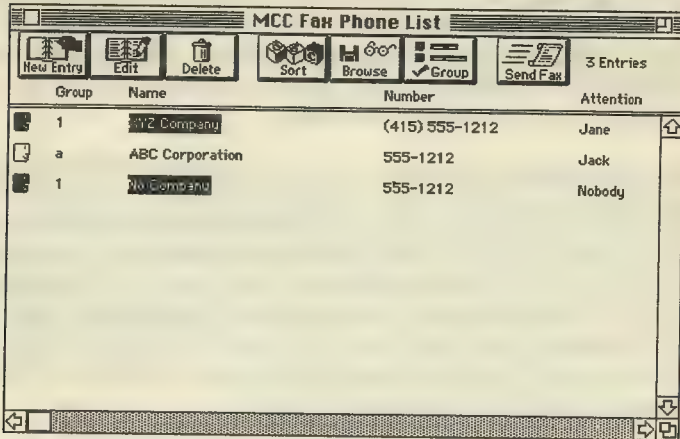 MCC Fax Phone List
New Entry Edit Delete Sort Browse Group Send Fax 3 Entries
Group Name Number Attention
1 XYZ Company (415) 555-1212 Jane
a ABC Corporation 555-1212 Jack
1 No Company 555-1212 Nobody